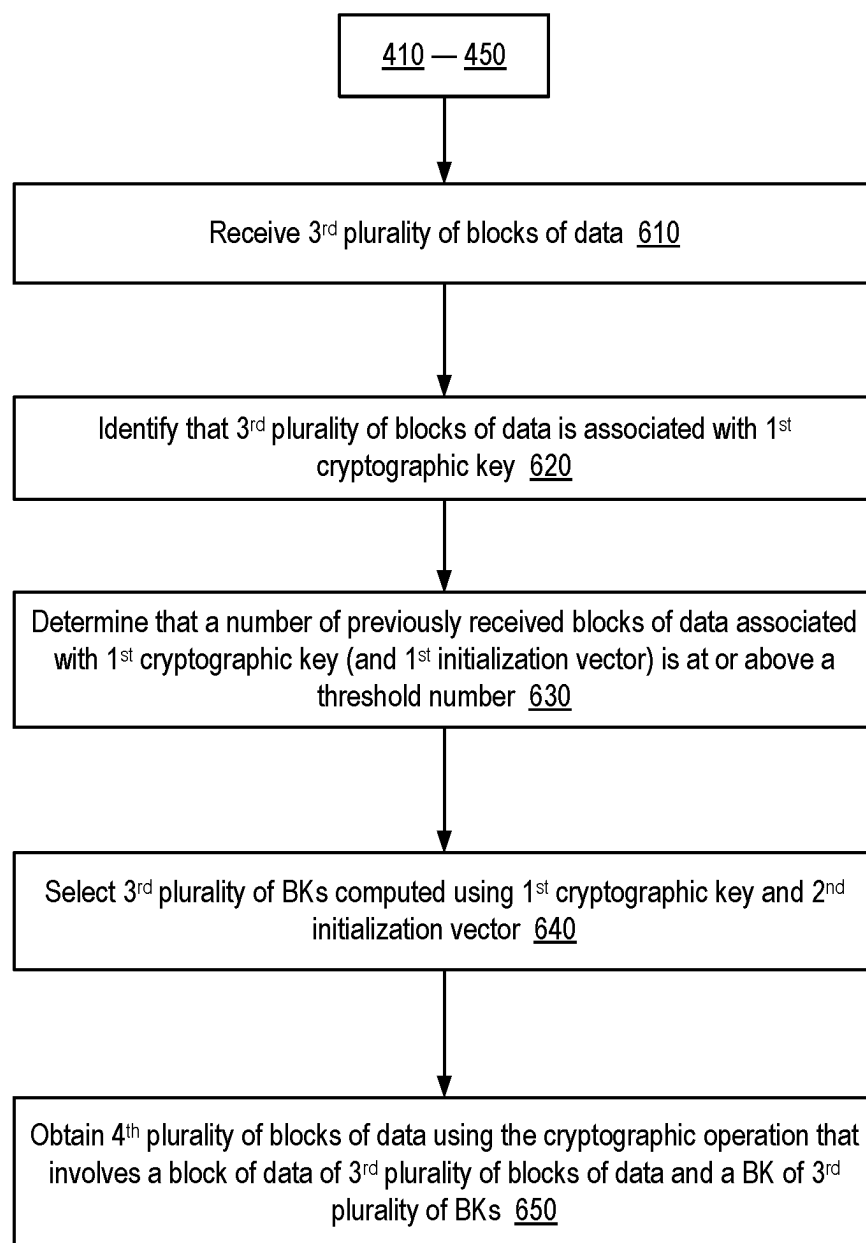 410 — 450
Receive 3rd plurality of blocks of data 610
Identify that 3rd plurality of blocks of data is associated with 1st
cryptographic key 620
Determine that a number of previously received blocks of data associated
with 1st cryptographic key (and 1st initialization vector) is at or above a
threshold number 630
Select 3rd plurality of BKs computed using 1st cryptographic key and 2nd
initialization vector 640
Obtain 4th plurality of blocks of data using the cryptographic operation that
involves a block of data of 3rd plurality of blocks of data and a BK of 3rd
plurality of BKs 650